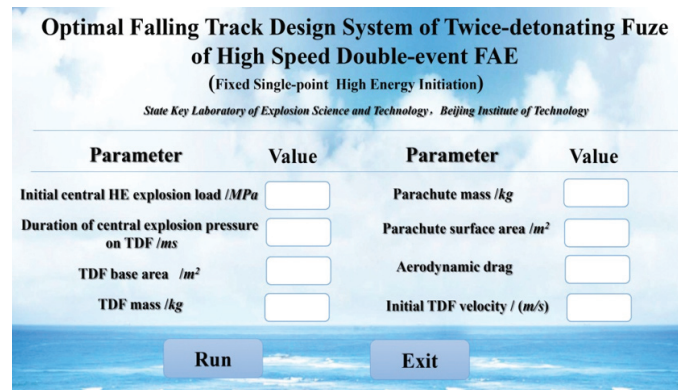 Optimal Falling Track Design System of Twice-detonating Fuze
of High Speed Double-event FAE
(Fixed Single-point High Energy Initiation)
State Key Laboratory of Explosion Science and Technology，Beijing Institute of Technology
Parameter Value Parameter Value
Initial central HE explosion load /MPa Parachute mass /kg
Duration of central explosion pressure
on TDF /ms
Parachute surface area /m²
TDF base area /m² Aerodynamic drag
TDF mass /kg Initial TDF velocity / (m/s)
Run Exit